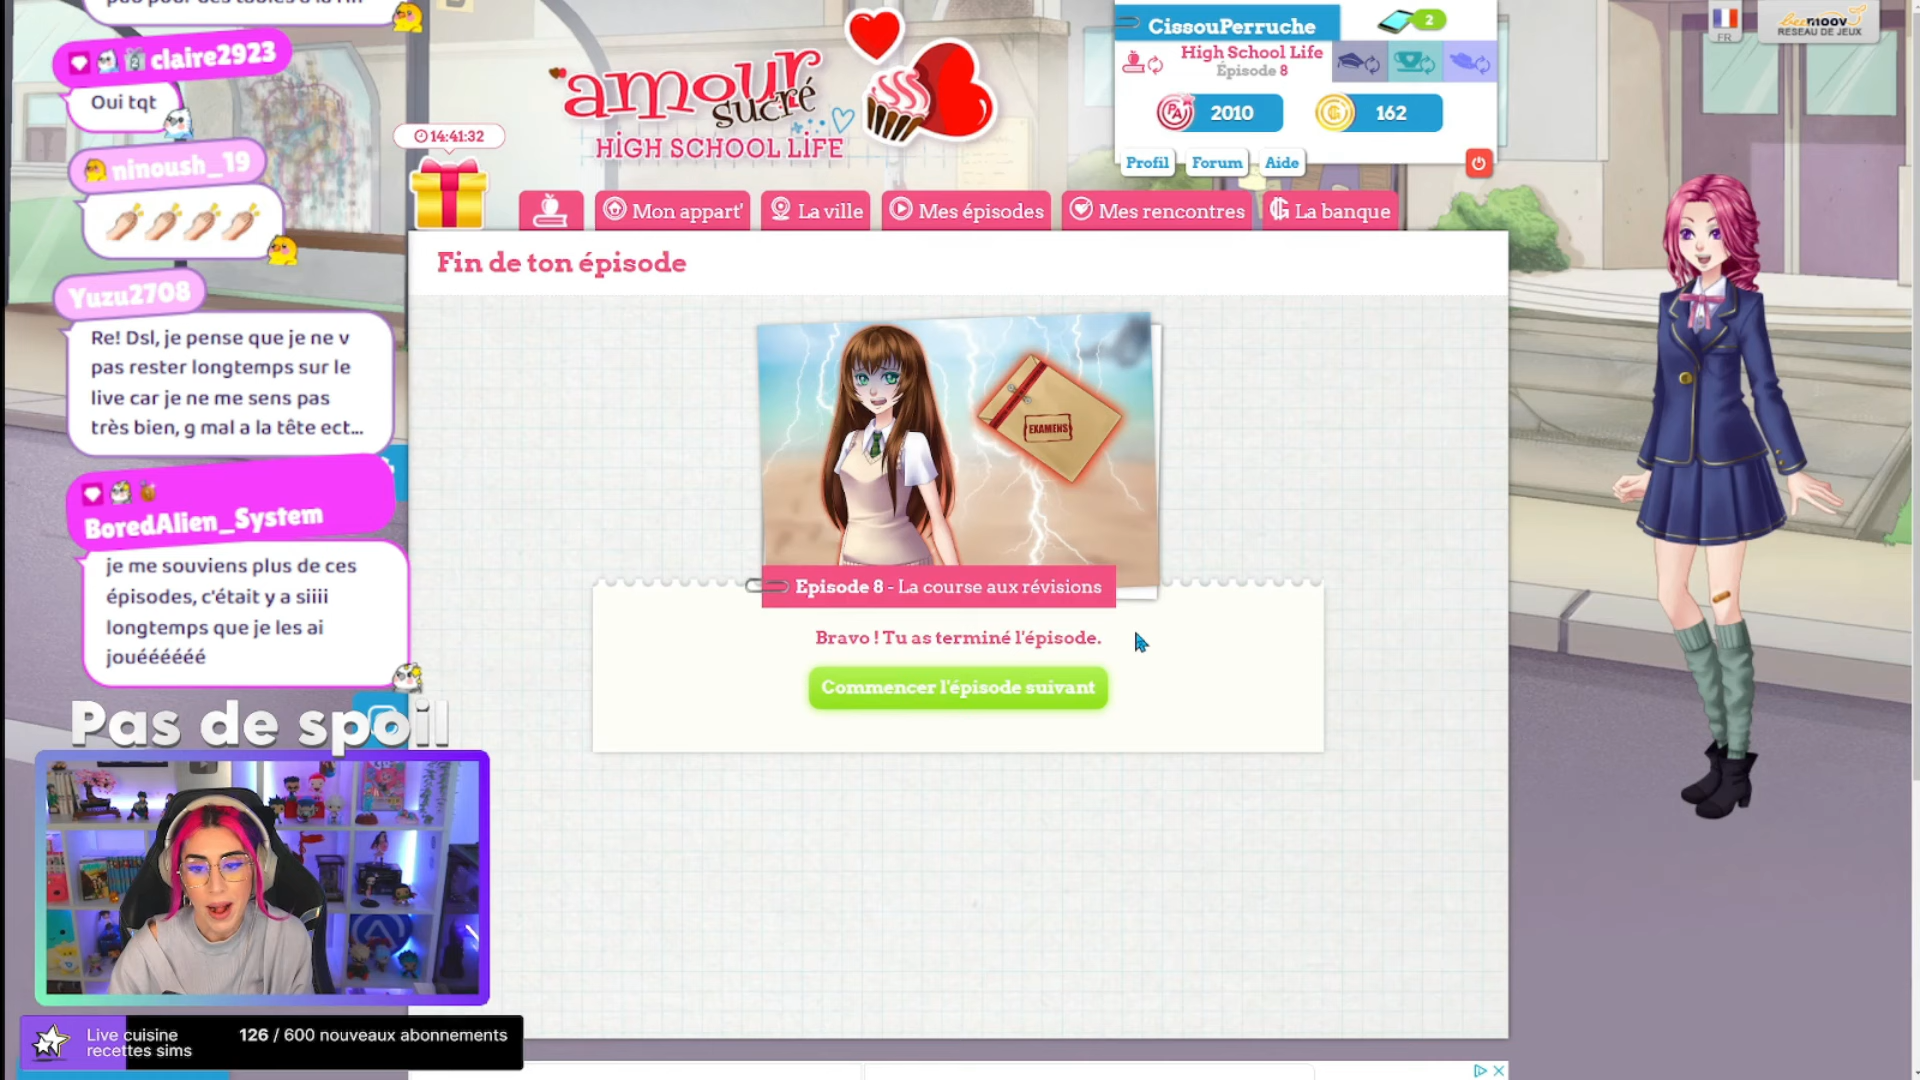 claire2923
Oui tqt
ninoush_19
Yuzu2708
Re! Dsl, je pense que je ne v
pas rester longtemps sur le
live car je ne me sens pas
très bien, g mal a la tête ect...
BoredAlien_System
je me souviens plus de ces
épisodes, c'était y a siiii
longtemps que je les ai
jouéééééé
Pas de spoil
Live cuisine
recettes sims
126 / 600 nouveaux abonnements
14:41:32
amour
sucré
HIGH SCHOOL LIFE
CissouPerruche
2
High School Life
Épisode 8
PA
2010
162
Profil
Forum
Aide
FR
beemoov
RESEAU DE JEUX
Mon appart'
La ville
Mes épisodes
Mes rencontres
La banque
Fin de ton épisode
EXAMENS
Episode 8 - La course aux révisions
Bravo ! Tu as terminé l'épisode.
Commencer l'épisode suivant